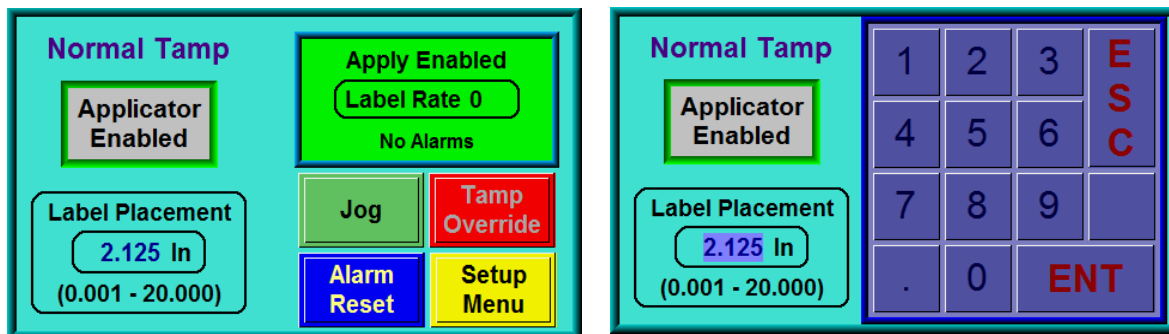 Normal Tamp
Applicator
Enabled
Label Placement
2.125 In
(0.001 - 20.000)
Apply Enabled
Label Rate 0
No Alarms
Jog
Tamp
Override
Alarm
Reset
Setup
Menu
Normal Tamp
Applicator
Enabled
Label Placement
2.125 In
(0.001 - 20.000)
1 2 3
4 5 6
7 8 9
. 0 ENT
E
S
C